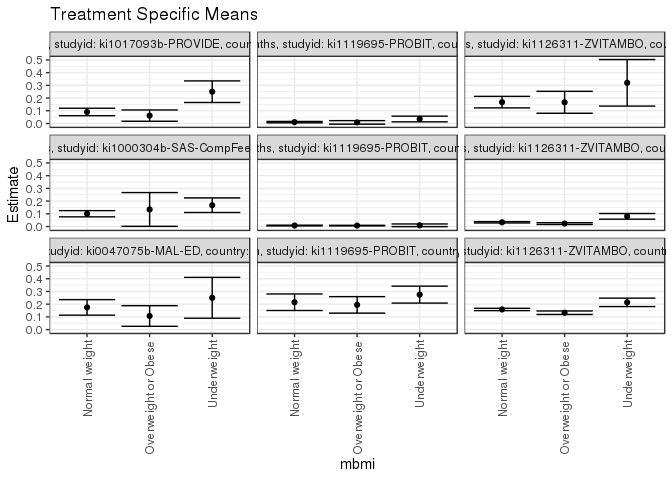 Treatment Specific Means
, studyid: ki1017093b-PROVIDE, cour
ths, studyid: ki1119695-PROBIT, cou
s, studyid: ki1126311-ZVITAMBO, cou
0.5
0.4
0.3
0.2
0.1
0.0
s, studyid: ki1000304b-SAS-CompFee
ths, studyid: ki1119695-PROBIT, cou
s, studyid: ki1126311-ZVITAMBO, cou
0.5
0.4
0.3
0.2
0.1
0.0
tudyid: ki0047075b-MAL-ED, country:
n, studyid: ki1119695-PROBIT, country
studyid: ki1126311-ZVITAMBO, countr
0.5
0.4
0.3
0.2
0.1
0.0
Estimate
Normal weight
Overweight or Obese
Underweight
Normal weight
Overweight or Obese
Underweight
Normal weight
Overweight or Obese
Underweight
mbmi